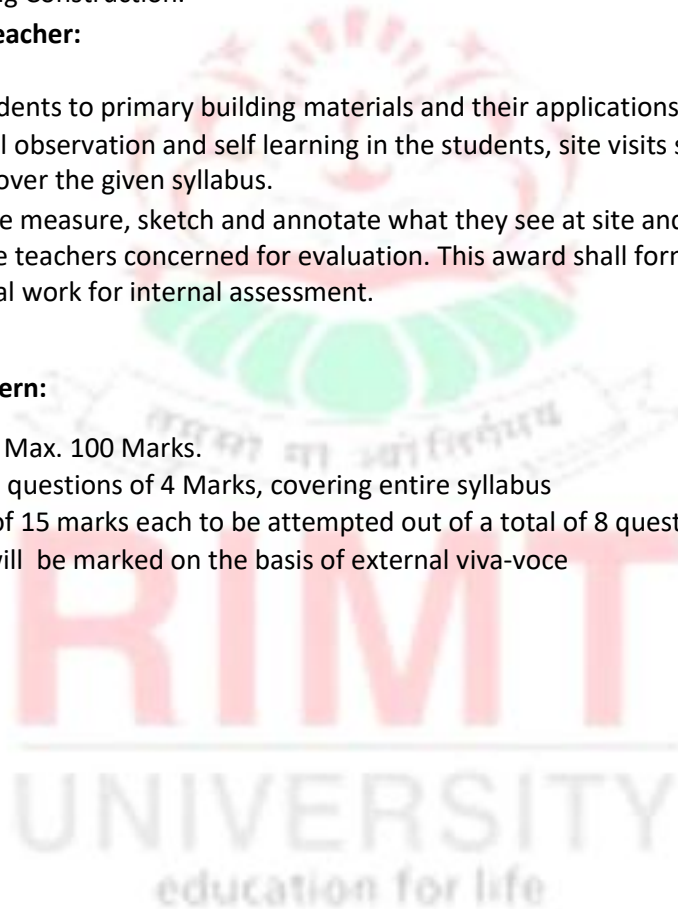 g Construction.
eacher:
dents to primary building materials and their applications
l observation and self learning in the students, site visits s
over the given syllabus.
e measure, sketch and annotate what they see at site and
e teachers concerned for evaluation. This award shall for
al work for internal assessment.
ern:
Max. 100 Marks.
questions of 4 Marks, covering entire syllabus
of 15 marks each to be attempted out of a total of 8 quest
will be marked on the basis of external viva-voce
RIMT
UNIVERSITY
education for life